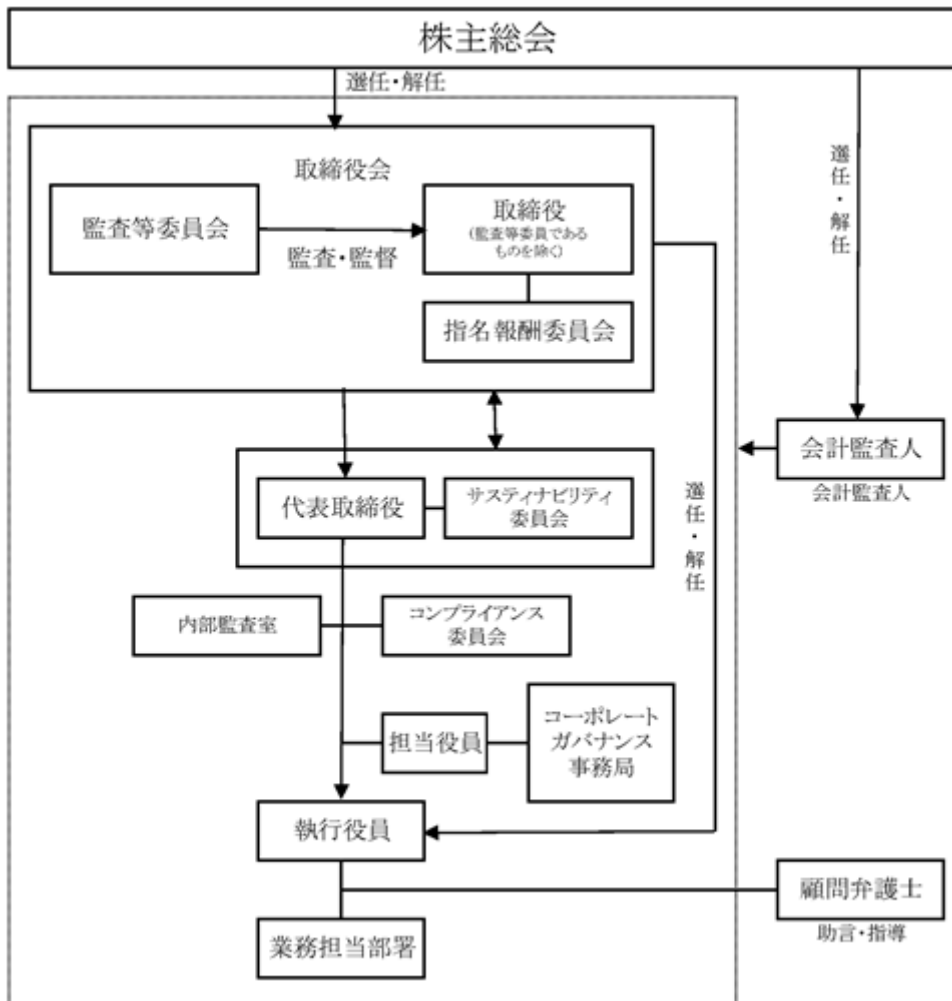 株主総会
選任・解任
取締役会
監査等委員会
監査・監督
取締役
(監査等委員である
ものを除く)
指名報酬委員会
選任・解任
会計監査人
会計監査人
代表取締役
サスティナビリティ
委員会
選任・解任
内部監査室
コンプライアンス
委員会
担当役員
コーポレート
ガバナンス
事務局
執行役員
顧問弁護士
助言・指導
業務担当部署